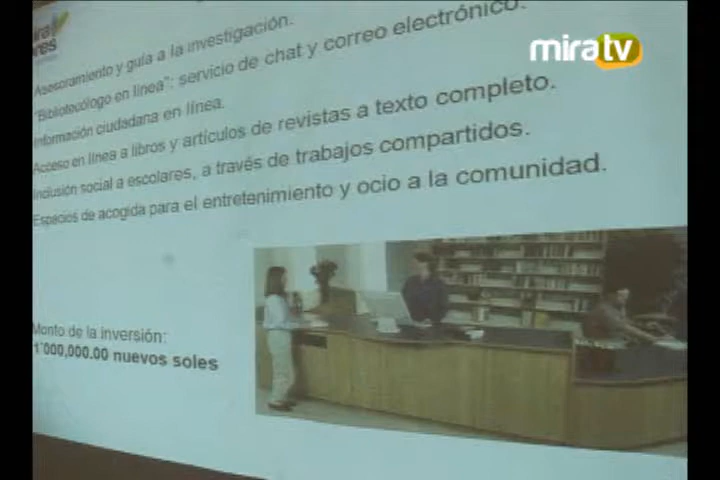 mira tv
Asesoramiento y guía a la investigación.
"Bibliotecólogo en línea": servicio de chat y correo electrónico.
Información ciudadana en línea.
Acceso en línea a libros y artículos de revistas a texto completo.
Inclusión social a escolares, a través de trabajos compartidos.
Espacios de acogida para el entretenimiento y ocio a la comunidad.
Monto de la inversión:
1'000,000.00 nuevos soles